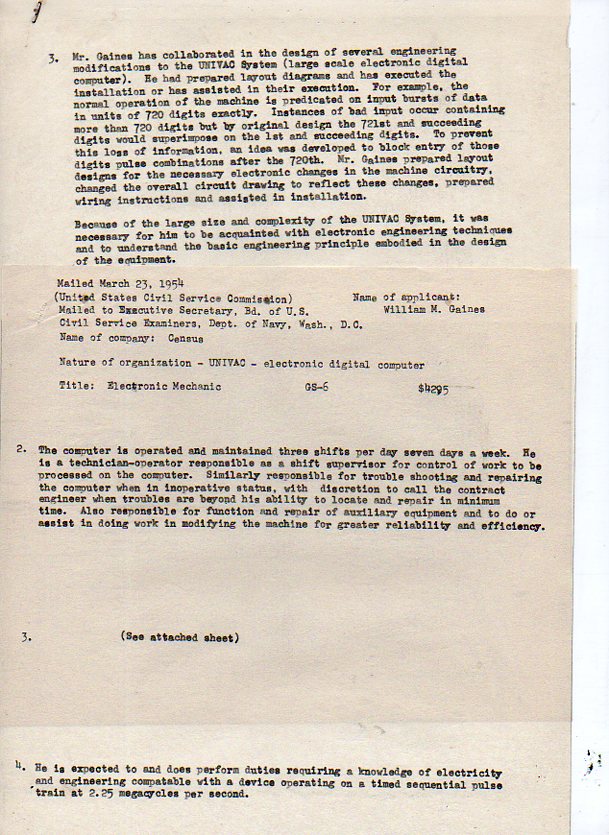 3. Mr. Gaines has collaborated in the design of several engineering
modifications to the UNIVAC System (large scale electronic digital
computer). He had prepared layout diagrams and has executed the
installation or has assisted in their execution. For example, the
normal operation of the machine is predicated on input bursts of data
in units of 720 digits exactly. Instances of bad input occur containing
more than 720 digits but by original design the 721st and succeeding
digits would superimpose on the 1st and succeeding digits. To prevent
this loss of information, an idea was developed to block entry of those
digits pulse combinations after the 720th. Mr. Gaines prepared layout
designs for the necessary electronic changes in the machine circuitry,
changed the overall circuit drawing to reflect these changes, prepared
wiring instructions and assisted in installation.
Because of the large size and complexity of the UNIVAC System, it was
necessary for him to be acquainted with electronic engineering techniques
and to understand the basic engineering principle embodied in the design
of the equipment.
Mailed March 23, 1954
(United States Civil Service Commission) Name of applicant:
Mailed to Executive Secretary, Bd. of U.S. William M. Gaines
Civil Service Examiners, Dept. of Navy, Wash., D.C.
Name of company: Census
Nature of organization - UNIVAC - electronic digital computer
Title: Electronic Mechanic GS-6 $4295
2. The computer is operated and maintained three shifts per day seven days a week. He
is a technician-operator responsible as a shift supervisor for control of work to be
processed on the computer. Similarly responsible for trouble shooting and repairing
the computer when in inoperative status, with discretion to call the contract
engineer when troubles are beyond his ability to locate and repair in minimum
time. Also responsible for function and repair of auxiliary equipment and to do or
assist in doing work in modifying the machine for greater reliability and efficiency.
3. (See attached sheet)
4. He is expected to and does perform duties requiring a knowledge of electricity
and engineering compatable with a device operating on a timed sequential pulse
train at 2.25 megacycles per second.